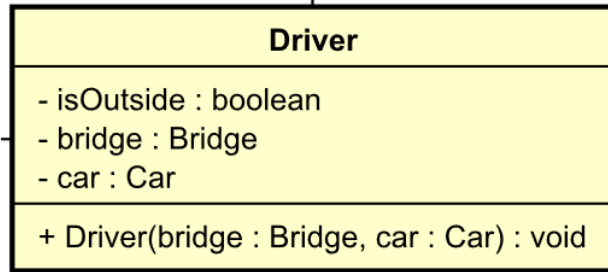 Driver
- isOutside : boolean
- bridge : Bridge
- car : Car
+ Driver(bridge : Bridge, car : Car) : void